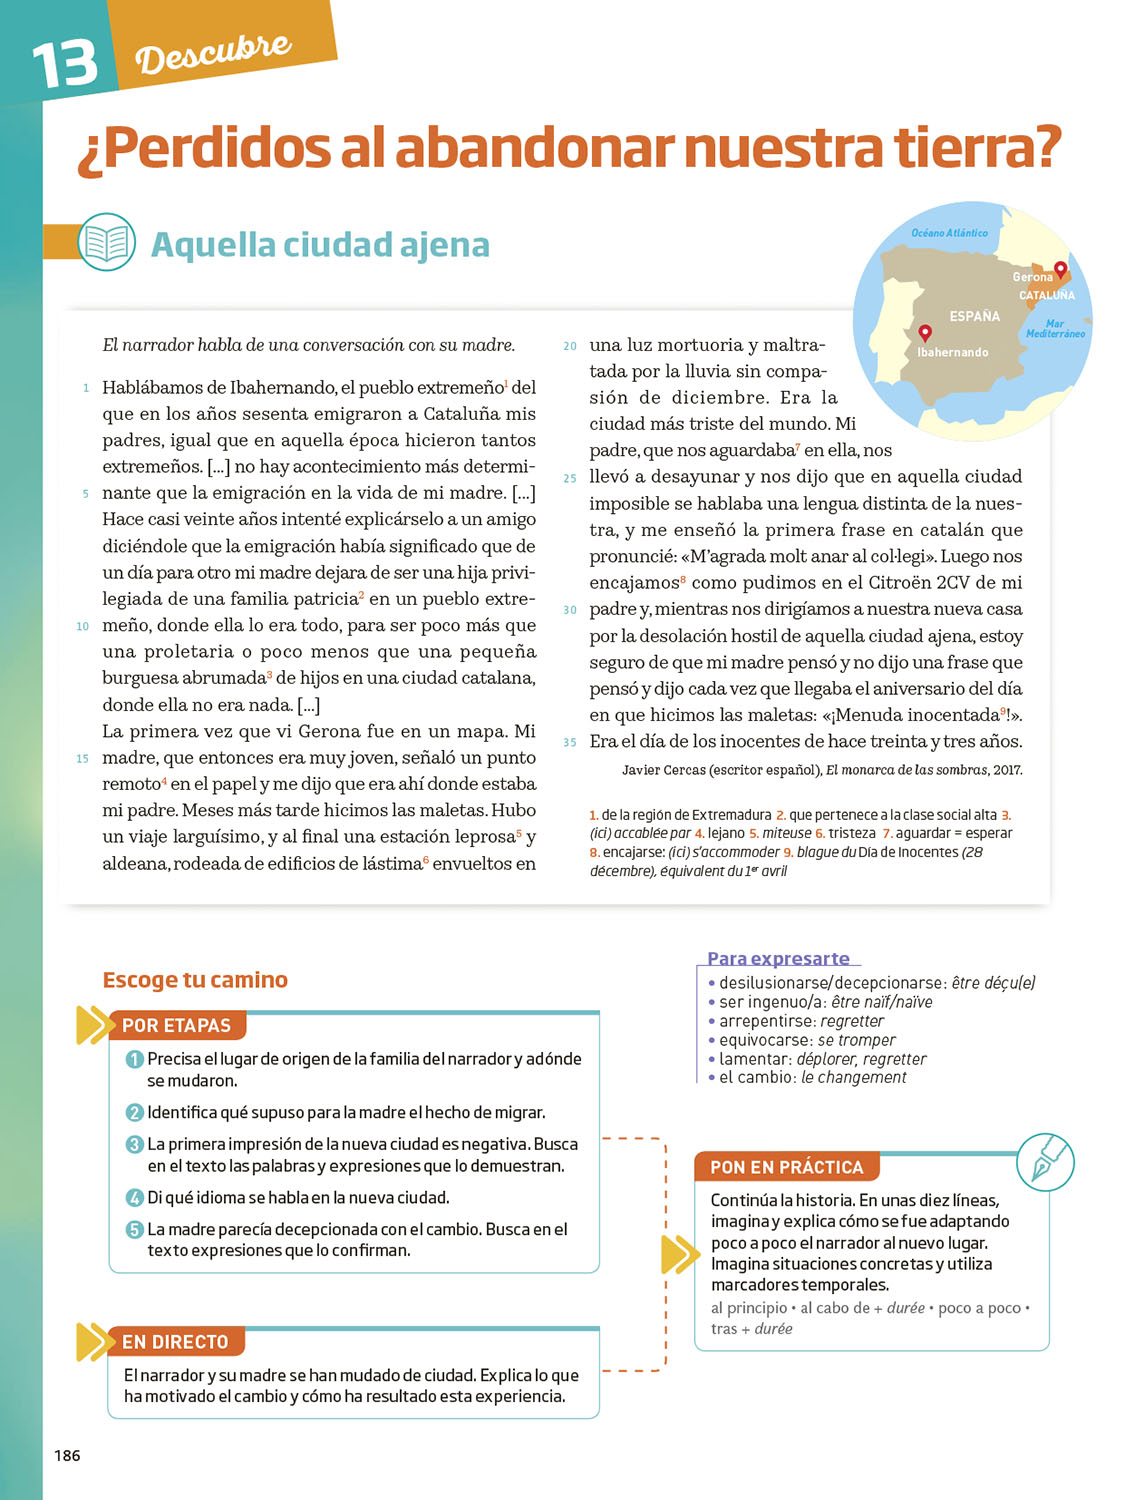 13
Descubre
¿Perdidos al abandonar nuestra tierra?
Aquella ciudad ajena
Océano Atlántico
Gerona
CATALUÑA
ESPAÑA
Mar
Mediterráneo
Ibahernando
El narrador habla de una conversación con su madre.
1 Hablábamos de Ibahernando, el pueblo extremeño1 del
que en los años sesenta emigraron a Cataluña mis
padres, igual que en aquella época hicieron tantos
extremeños. [...] no hay acontecimiento más determi-
5 nante que la emigración en la vida de mi madre. [...]
Hace casi veinte años intenté explicárselo a un amigo
diciéndole que la emigración había significado que de
un día para otro mi madre dejara de ser una hija privi-
legiada de una familia patricia2 en un pueblo extre-
10 meño, donde ella lo era todo, para ser poco más que
una proletaria o poco menos que una pequeña
burguesa abrumada3 de hijos en una ciudad catalana,
donde ella no era nada. [...]
La primera vez que vi Gerona fue en un mapa. Mi
15 madre, que entonces era muy joven, señaló un punto
remoto4 en el papel y me dijo que era ahí donde estaba
mi padre. Meses más tarde hicimos las maletas. Hubo
un viaje larguísimo, y al final una estación leprosa5 y
aldeana, rodeada de edificios de lástima6 envueltos en
20 una luz mortuoria y maltra-
tada por la lluvia sin compa-
sión de diciembre. Era la
ciudad más triste del mundo. Mi
padre, que nos aguardaba7 en ella, nos
25 llevó a desayunar y nos dijo que en aquella ciudad
imposible se hablaba una lengua distinta de la nues-
tra, y me enseñó la primera frase en catalán que
pronuncié: «M'agrada molt anar al col·legi». Luego nos
encajamos8 como pudimos en el Citroën 2CV de mi
30 padre y, mientras nos dirigíamos a nuestra nueva casa
por la desolación hostil de aquella ciudad ajena, estoy
seguro de que mi madre pensó y no dijo una frase que
pensó y dijo cada vez que llegaba el aniversario del día
en que hicimos las maletas: «¡Menuda inocentada9!».
35 Era el día de los inocentes de hace treinta y tres años.
Javier Cercas (escritor español), El monarca de las sombras, 2017.
1. de la región de Extremadura 2. que pertenece a la clase social alta 3.
(ici) accablée par 4. lejano 5. miteuse 6. tristeza 7. aguardar = esperar
8. encajarse: (ici) s'accommoder 9. blague du Día de Inocentes (28
décembre), équivalent du 1er avril
Escoge tu camino
POR ETAPAS
1 Precisa el lugar de origen de la familia del narrador y adónde
se mudaron.
2 Identifica qué supuso para la madre el hecho de migrar.
3 La primera impresión de la nueva ciudad es negativa. Busca
en el texto las palabras y expresiones que lo demuestran.
4 Di qué idioma se habla en la nueva ciudad.
5 La madre parecía decepcionada con el cambio. Busca en el
texto expresiones que lo confirman.
EN DIRECTO
El narrador y su madre se han mudado de ciudad. Explica lo que
ha motivado el cambio y cómo ha resultado esta experiencia.
Para expresarte
• desilusionarse/decepcionarse: être déçu(e)
• ser ingenuo/a: être naïf/naïve
• arrepentirse: regretter
• equivocarse: se tromper
• lamentar: déplorer, regretter
• el cambio: le changement
PON EN PRÁCTICA
Continúa la historia. En unas diez líneas,
imagina y explica cómo se fue adaptando
poco a poco el narrador al nuevo lugar.
Imagina situaciones concretas y utiliza
marcadores temporales.
al principio • al cabo de + durée • poco a poco •
tras + durée
186